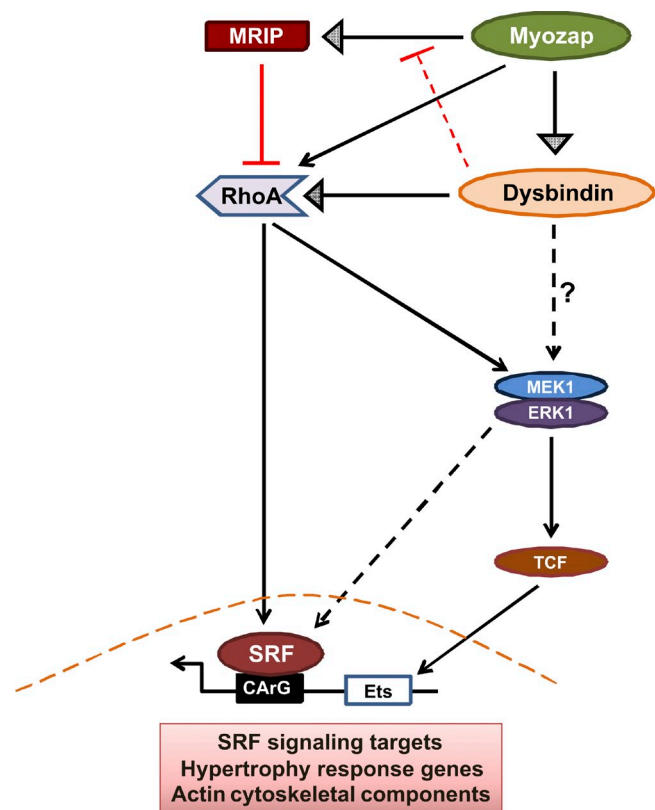 MRIP
Myozap
RhoA
Dysbindin
?
MEK1
ERK1
TCF
SRF
CArG
Ets
SRF signaling targets
Hypertrophy response genes
Actin cytoskeletal components